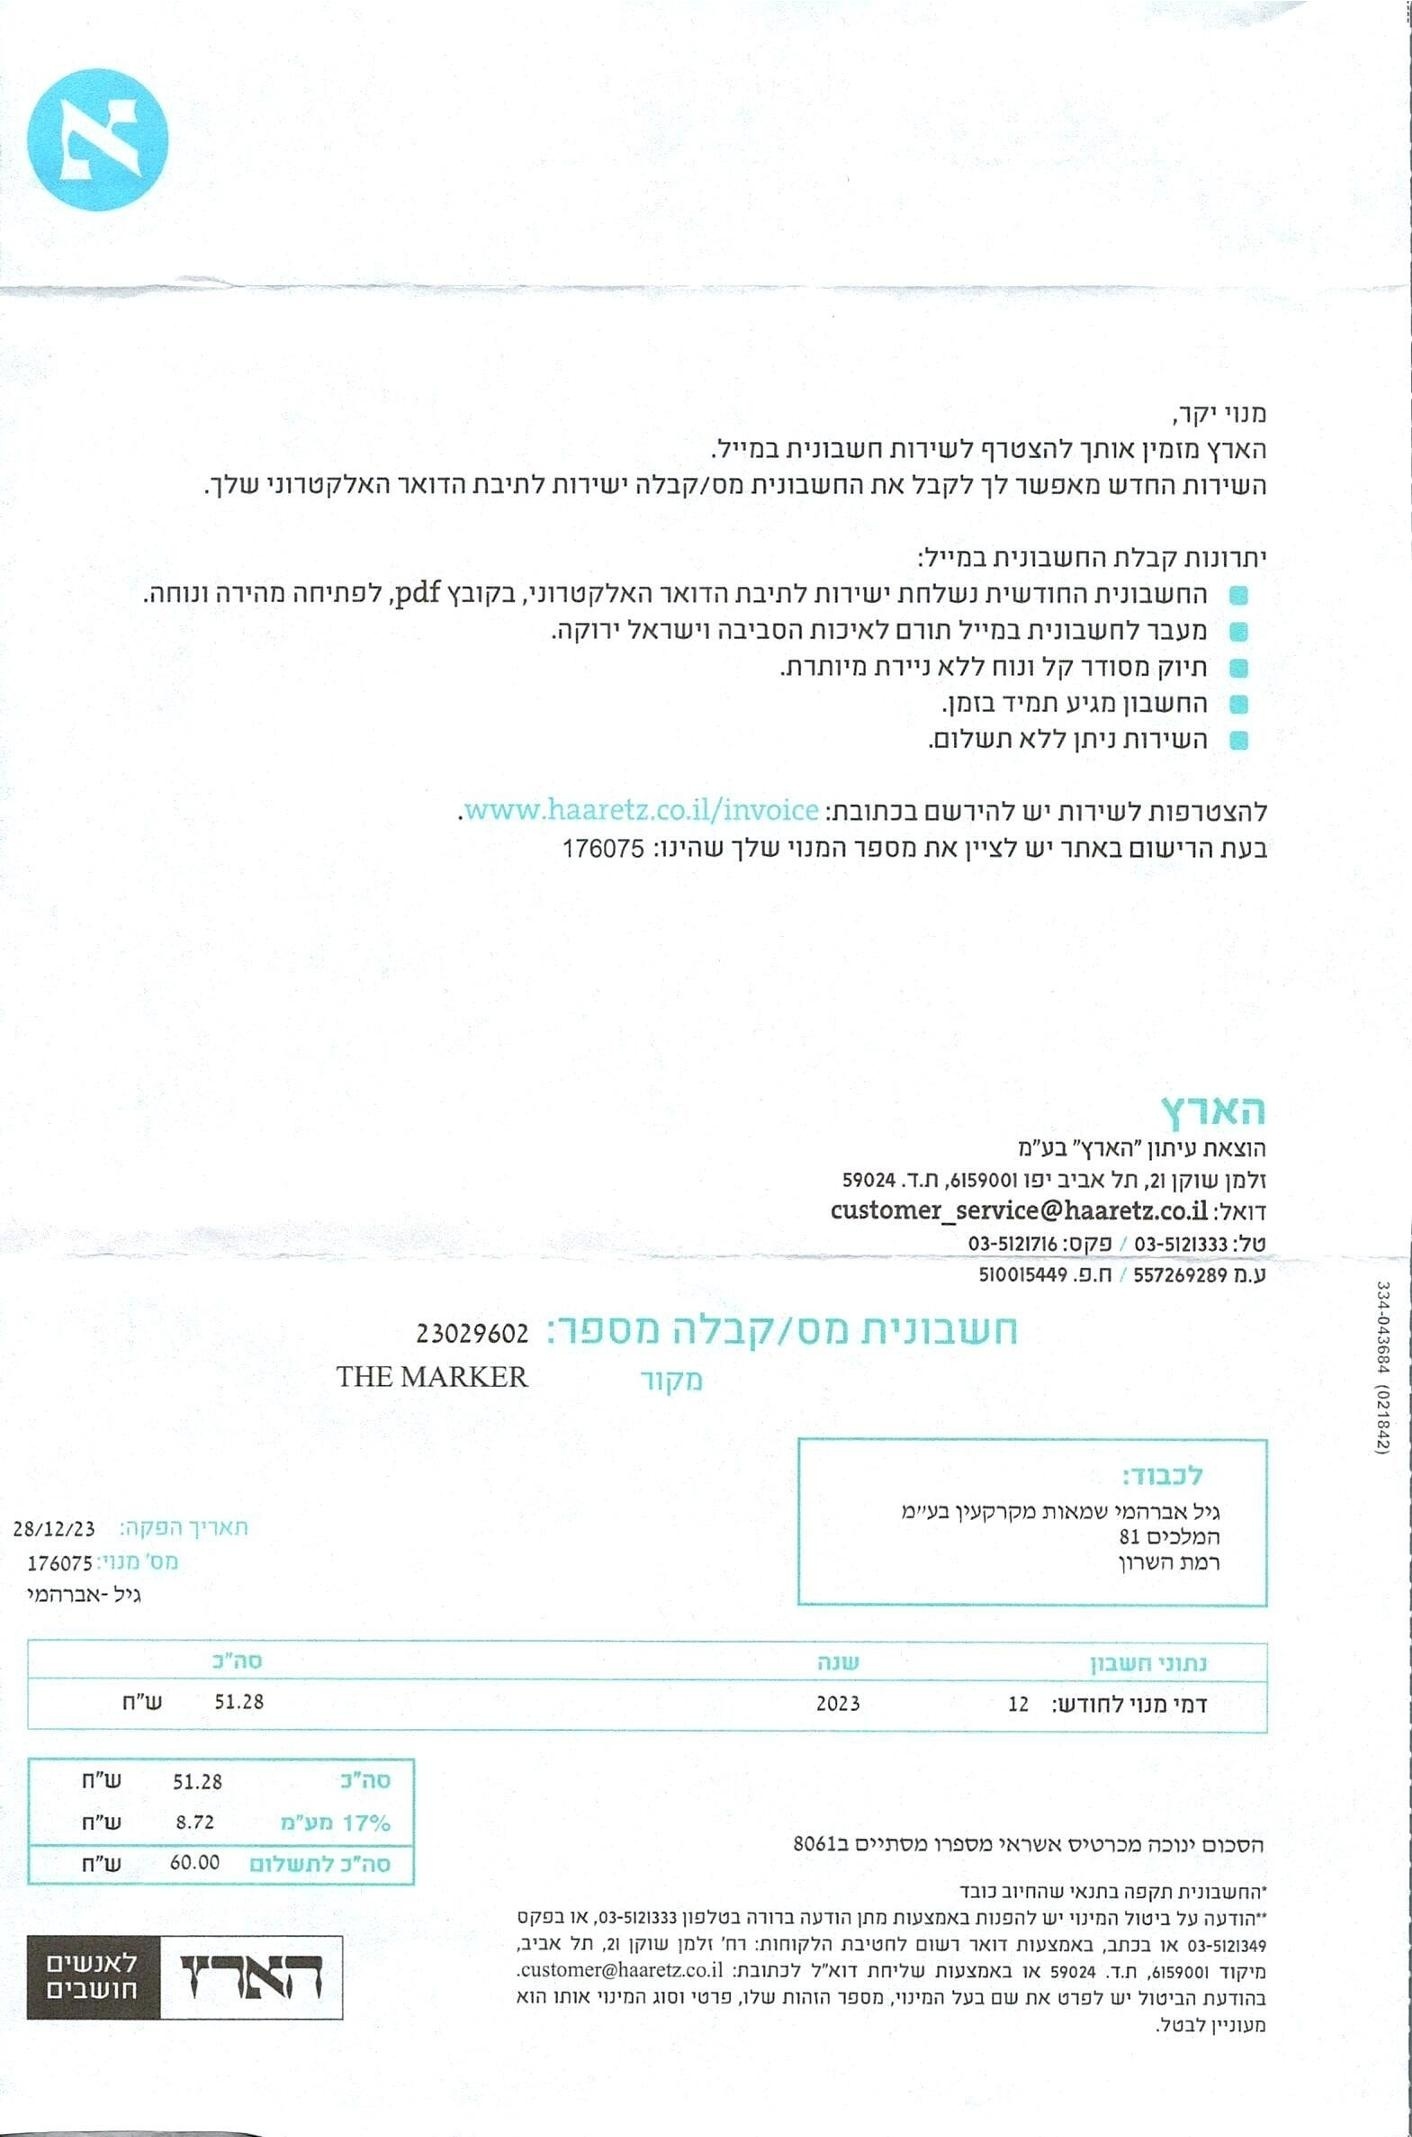 א
מנוי יקר,
הארץ מזמין אותך להצטרף לשירות חשבונית במייל.
השירות החדש מאפשר לך לקבל את החשבונית מס/קבלה ישירות לתיבת הדואר האלקטרוני שלך.
יתרונות קבלת החשבונית במייל:
החשבונית החודשית נשלחת ישירות לתיבת הדואר האלקטרוני, בקובץ pdf, לפתיחה מהירה ונוחה.
מעבר לחשבונית במייל תורם לאיכות הסביבה וישראל ירוקה.
תיוק מסודר קל ונוח ללא ניירת מיותרת.
החשבון מגיע תמיד בזמן.
השירות ניתן ללא תשלום.
להצטרפות לשירות יש להירשם בכתובת: www.haaretz.co.il/invoice.
בעת הרישום באתר יש לציין את מספר המנוי שלך שהינו: 176075
הארץ
הוצאת עיתון "הארץ" בע"מ
זלמן שוקן 21, תל אביב יפו 6159001, ת.ד. 59024
דואל: customer_service@haaretz.co.il
טל: 03-5121333 / פקס: 03-5121716
ע.מ 557269289 / ח.פ. 510015449
334-043684 (021842)
חשבונית מס/קבלה מספר: 23029602
מקור THE MARKER
לכבוד:
גיל אברהמי שמאות מקרקעין בע"מ
המלכים 81
רמת השרון
תאריך הפקה: 28/12/23
מס' מנוי: 176075
גיל -אברהמי
נתוני חשבון שנה סה"כ
דמי מנוי לחודש: 12 2023 51.28 ש"ח
סה"כ 51.28 ש"ח
17% מע"מ 8.72 ש"ח
סה"כ לתשלום 60.00 ש"ח
הסכום ינוכה מכרטיס אשראי מספרו מסתיים ב8061
*החשבונית תקפה בתנאי שהחיוב כובד
**הודעה על ביטול המינוי יש להפנות באמצעות מתן הודעה ברורה בטלפון 03-5121333, או בפקס
03-5121349 או בכתב, באמצעות דואר רשום לחטיבת הלקוחות: רח' זלמן שוקן 21, תל אביב,
מיקוד 6159001, ת.ד. 59024 או באמצעות שליחת דוא"ל לכתובת: customer@haaretz.co.il.
בהודעת הביטול יש לפרט את שם בעל המינוי, מספר הזהות שלו, פרטי וסוג המינוי אותו הוא
מעוניין לבטל.
הארץ
לאנשים
חושבים